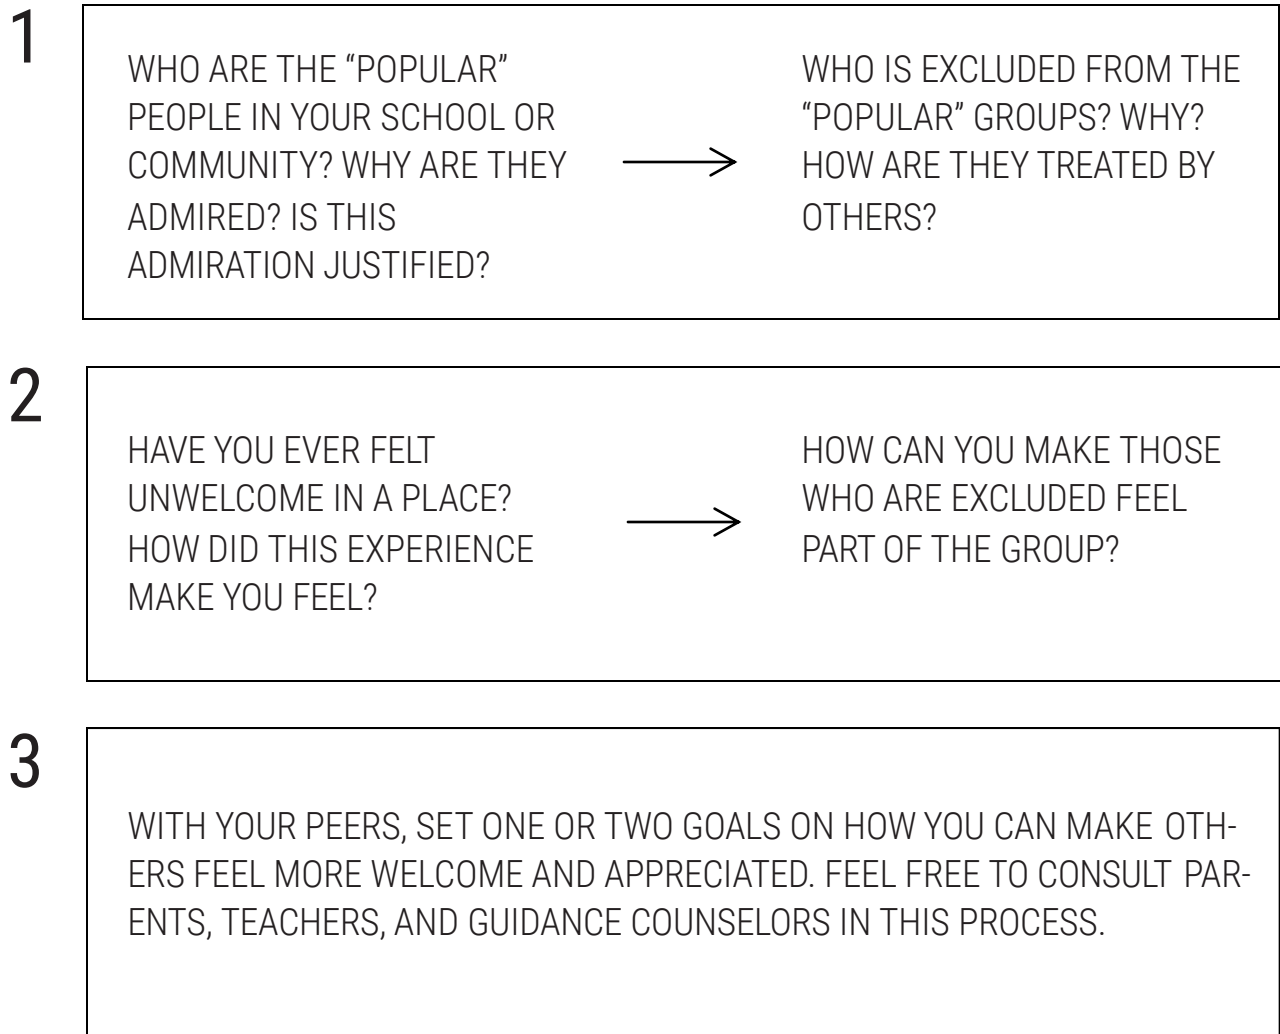 1
WHO ARE THE “POPULAR”
PEOPLE IN YOUR SCHOOL OR
COMMUNITY? WHY ARE THEY
ADMIRED? IS THIS
ADMIRATION JUSTIFIED?
WHO IS EXCLUDED FROM THE
“POPULAR” GROUPS? WHY?
HOW ARE THEY TREATED BY
OTHERS?
2
HAVE YOU EVER FELT
UNWELCOME IN A PLACE?
HOW DID THIS EXPERIENCE
MAKE YOU FEEL?
HOW CAN YOU MAKE THOSE
WHO ARE EXCLUDED FEEL
PART OF THE GROUP?
3
WITH YOUR PEERS, SET ONE OR TWO GOALS ON HOW YOU CAN MAKE OTH-
ERS FEEL MORE WELCOME AND APPRECIATED. FEEL FREE TO CONSULT PAR-
ENTS, TEACHERS, AND GUIDANCE COUNSELORS IN THIS PROCESS.